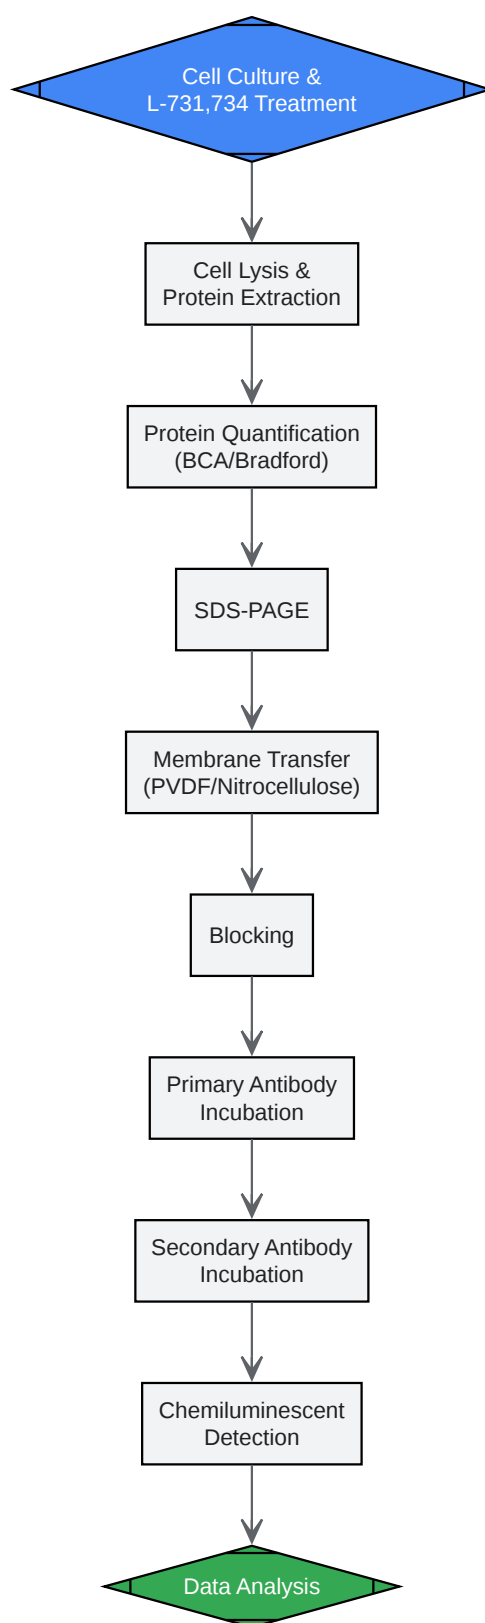 Cell Culture &
L-731,734 Treatment
Cell Lysis &
Protein Extraction
Protein Quantification
(BCA/Bradford)
SDS-PAGE
Membrane Transfer
(PVDF/Nitrocellulose)
Blocking
Primary Antibody
Incubation
Secondary Antibody
Incubation
Chemiluminescent
Detection
Data Analysis